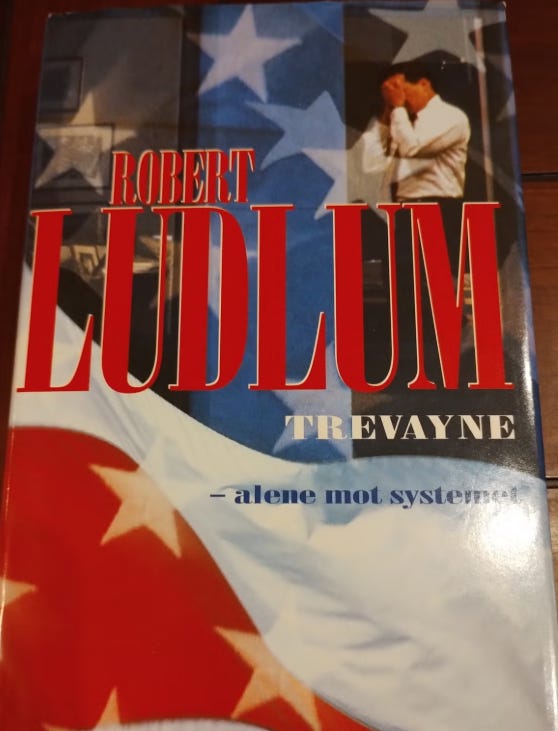 ROBERT
LUDLUM
TREVAYNE
– alene mot systemet